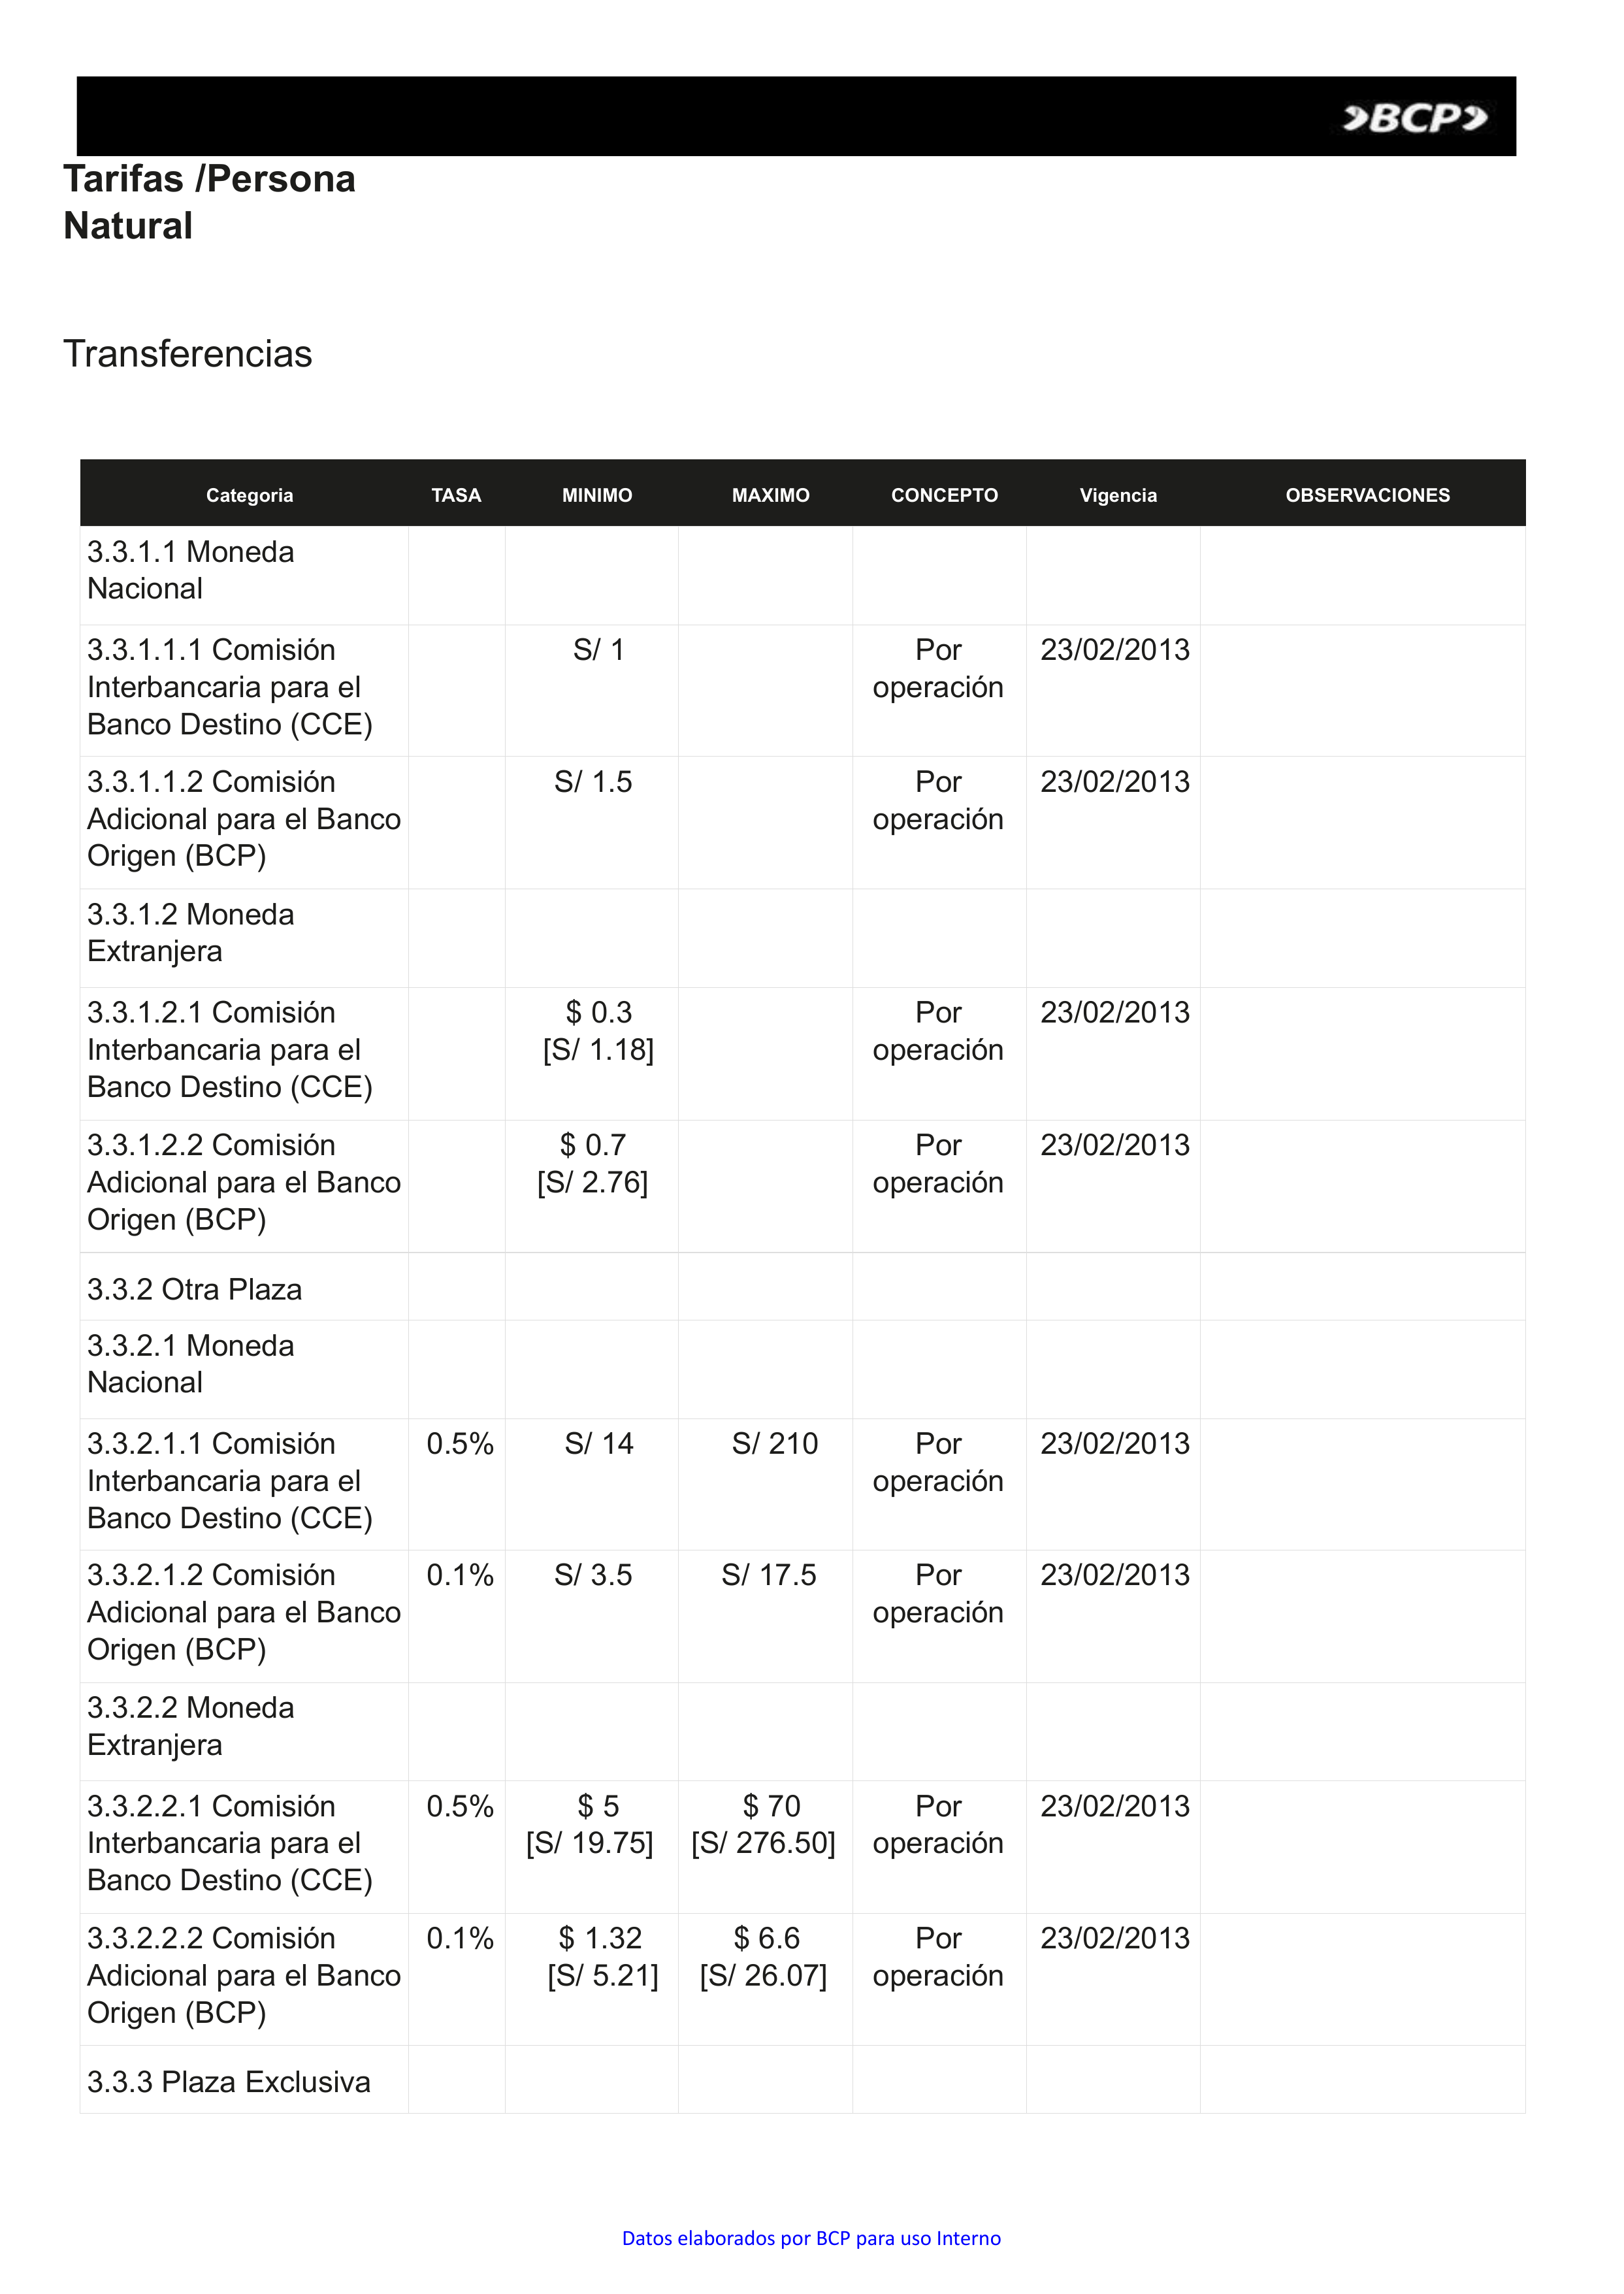 BCP
Tarifas /Persona
Natural
Transferencias
Categoria TASA MINIMO MAXIMO CONCEPTO Vigencia OBSERVACIONES
3.3.1.1 Moneda
Nacional
3.3.1.1.1 Comisión S/ 1 Por 23/02/2013
Interbancaria para el operación
Banco Destino (CCE)
3.3.1.1.2 Comisión S/ 1.5 Por 23/02/2013
Adicional para el Banco operación
Origen (BCP)
3.3.1.2 Moneda
Extranjera
3.3.1.2.1 Comisión $ 0.3 Por 23/02/2013
Interbancaria para el [S/ 1.18] operación
Banco Destino (CCE)
3.3.1.2.2 Comisión $ 0.7 Por 23/02/2013
Adicional para el Banco [S/ 2.76] operación
Origen (BCP)
3.3.2 Otra Plaza
3.3.2.1 Moneda
Nacional
3.3.2.1.1 Comisión 0.5% S/ 14 S/ 210 Por 23/02/2013
Interbancaria para el operación
Banco Destino (CCE)
3.3.2.1.2 Comisión 0.1% S/ 3.5 S/ 17.5 Por 23/02/2013
Adicional para el Banco operación
Origen (BCP)
3.3.2.2 Moneda
Extranjera
3.3.2.2.1 Comisión 0.5% $ 5 $ 70 Por 23/02/2013
Interbancaria para el [S/ 19.75] [S/ 276.50] operación
Banco Destino (CCE)
3.3.2.2.2 Comisión 0.1% $ 1.32 $ 6.6 Por 23/02/2013
Adicional para el Banco [S/ 5.21] [S/ 26.07] operación
Origen (BCP)
3.3.3 Plaza Exclusiva
Datos elaborados por BCP para uso Interno